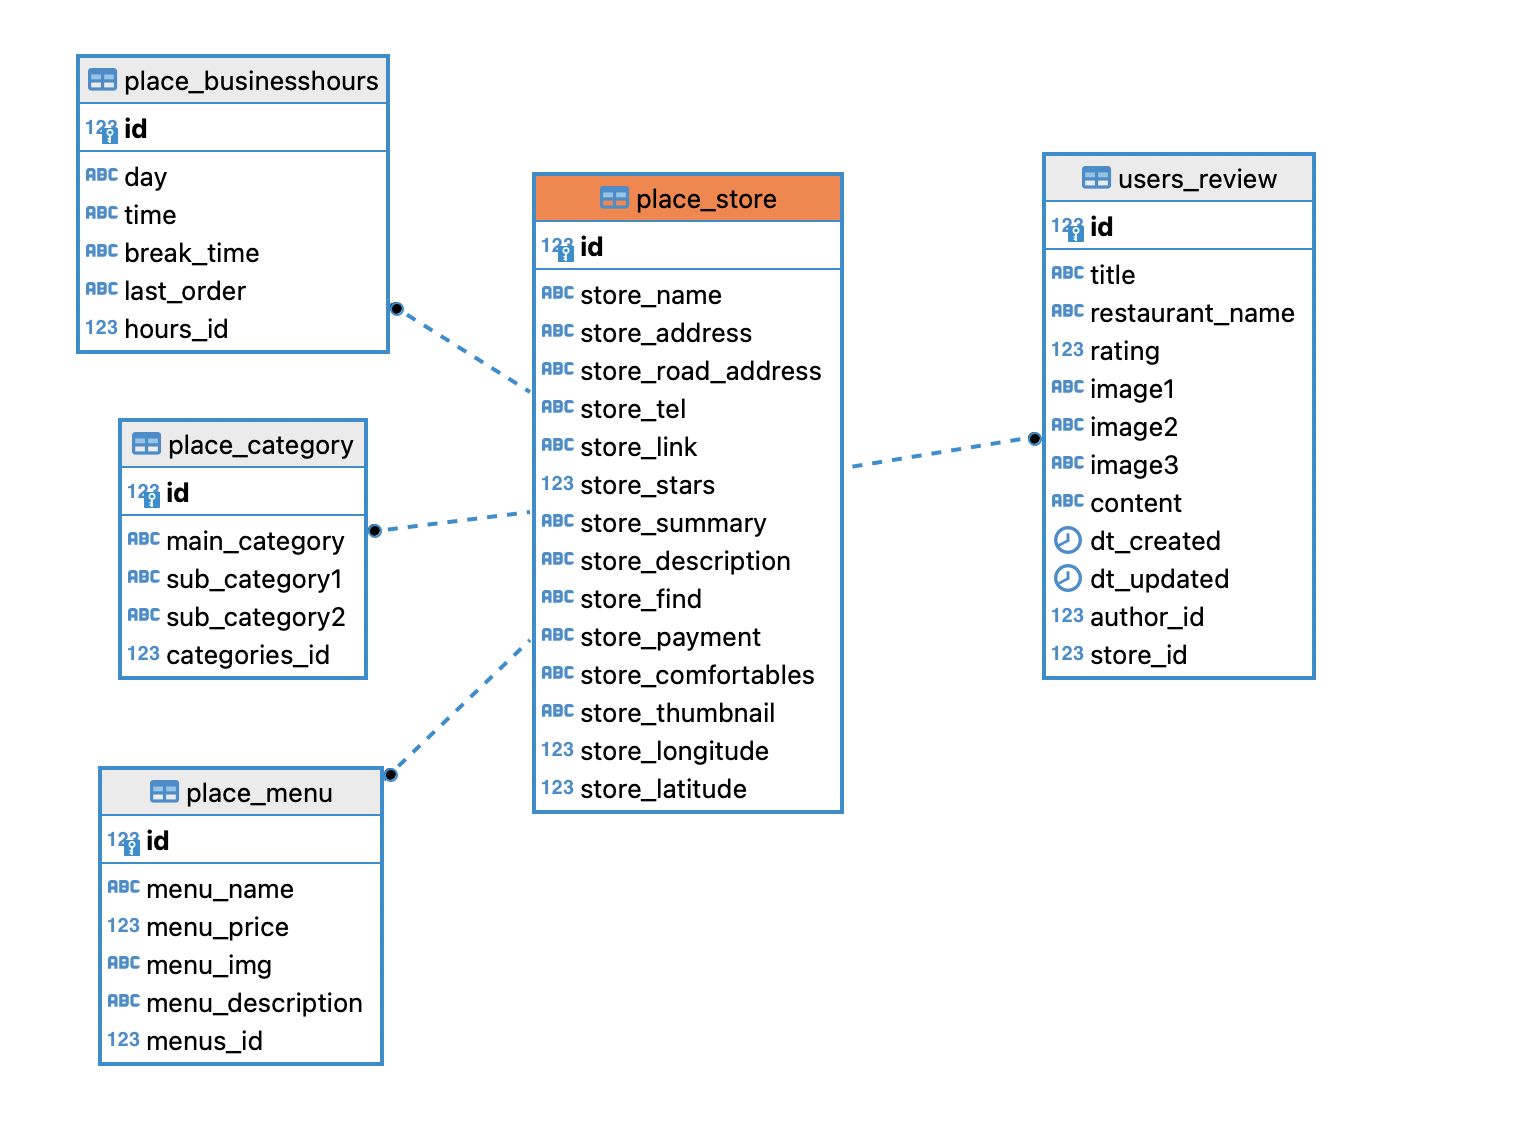 place_businesshours
123 id
ABC day
ABC time
ABC break_time
ABC last_order
123 hours_id
place_category
123 id
ABC main_category
ABC sub_category1
ABC sub_category2
123 categories_id
place_menu
123 id
ABC menu_name
123 menu_price
ABC menu_img
ABC menu_description
123 menus_id
place_store
123 id
ABC store_name
ABC store_address
ABC store_road_address
ABC store_tel
ABC store_link
123 store_stars
ABC store_summary
ABC store_description
ABC store_find
ABC store_payment
ABC store_comfortables
ABC store_thumbnail
123 store_longitude
123 store_latitude
users_review
123 id
ABC title
ABC restaurant_name
123 rating
ABC image1
ABC image2
ABC image3
ABC content
dt_created
dt_updated
123 author_id
123 store_id